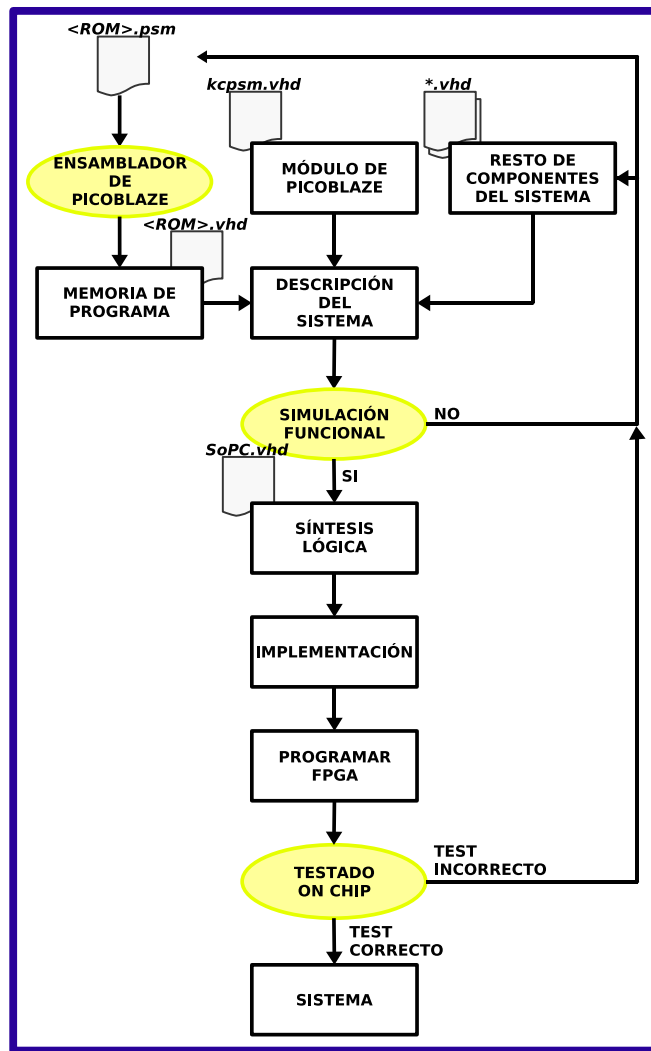 <ROM>.psm
kcpsm.vhd
*.vhd
ENSAMBLADOR
DE
PICOBLAZE
MÓDULO DE
PICOBLAZE
RESTO DE
COMPONENTES
DEL SISTEMA
<ROM>.vhd
MEMORIA DE
PROGRAMA
DESCRIPCIÓN
DEL
SISTEMA
SIMULACIÓN
FUNCIONAL
NO
SI
SoPC.vhd
SÍNTESIS
LÓGICA
IMPLEMENTACIÓN
PROGRAMAR
FPGA
TESTADO
ON CHIP
TEST
INCORRECTO
TEST
CORRECTO
SISTEMA